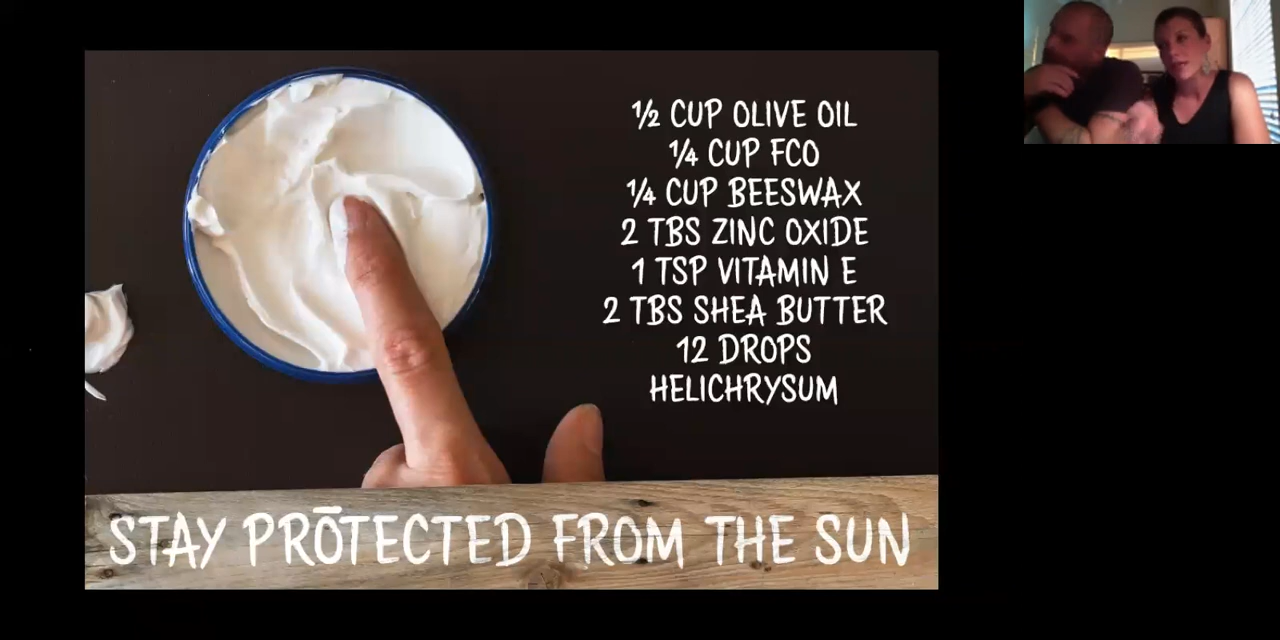 ½ CUP OLIVE OIL
¼ CUP FCO
¼ CUP BEESWAX
2 TBS ZINC OXIDE
1 TSP VITAMIN E
2 TBS SHEA BUTTER
12 DROPS
HELICHRYSUM
STAY PRŌTECTED FROM THE SUN